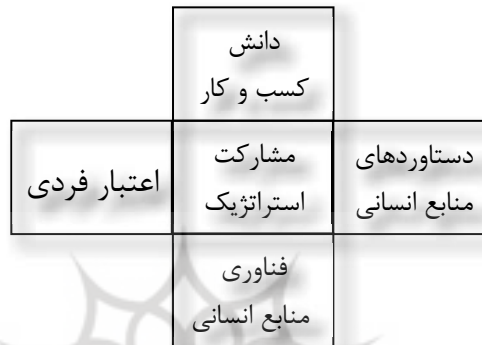 دانش
کسب و کار
دستاوردهای
منابع انسانی
مشارکت
استراتژیک
اعتبار فردی
فناوری
منابع انسانی